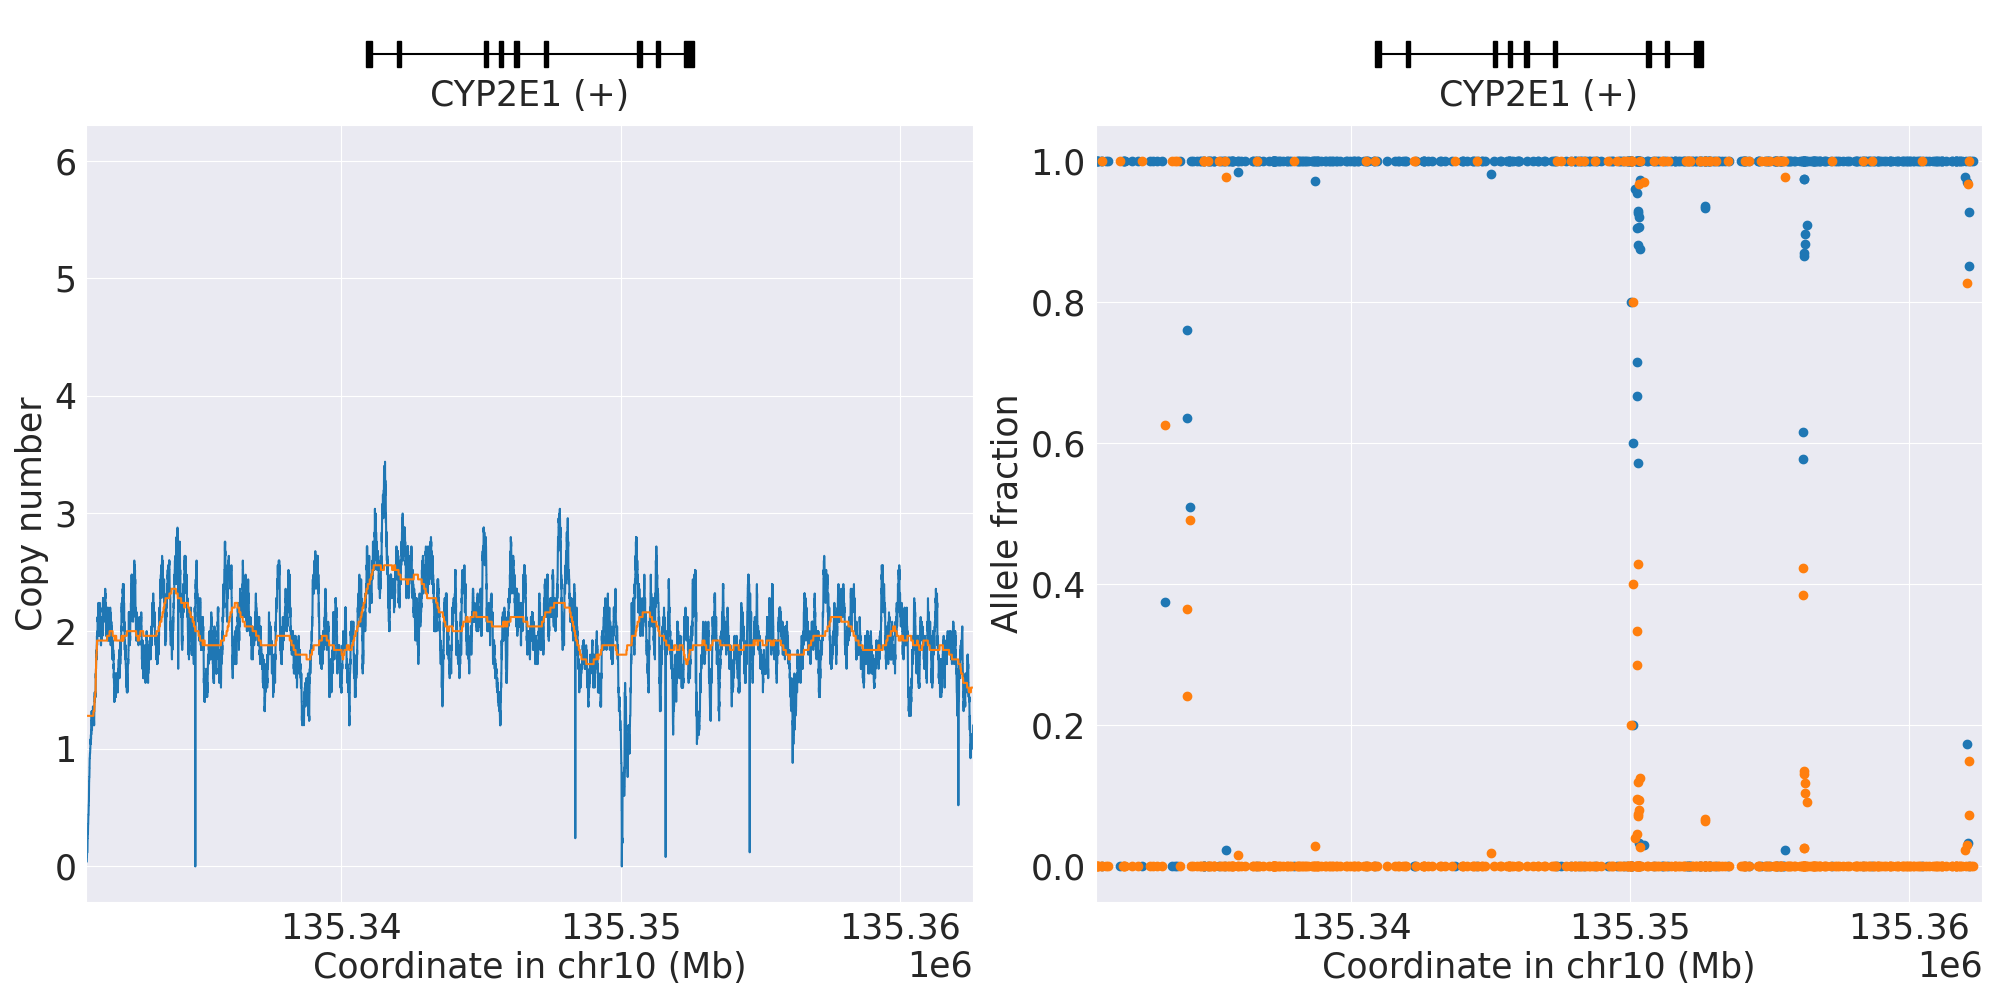 CYP2E1 (+)
6
5
4
3
2
1
0
Copy number
135.34 135.35 135.36
Coordinate in chr10 (Mb)
1e6
CYP2E1 (+)
1.0
0.8
0.6
0.4
0.2
0.0
Allele fraction
135.34 135.35 135.36
Coordinate in chr10 (Mb)
1e6